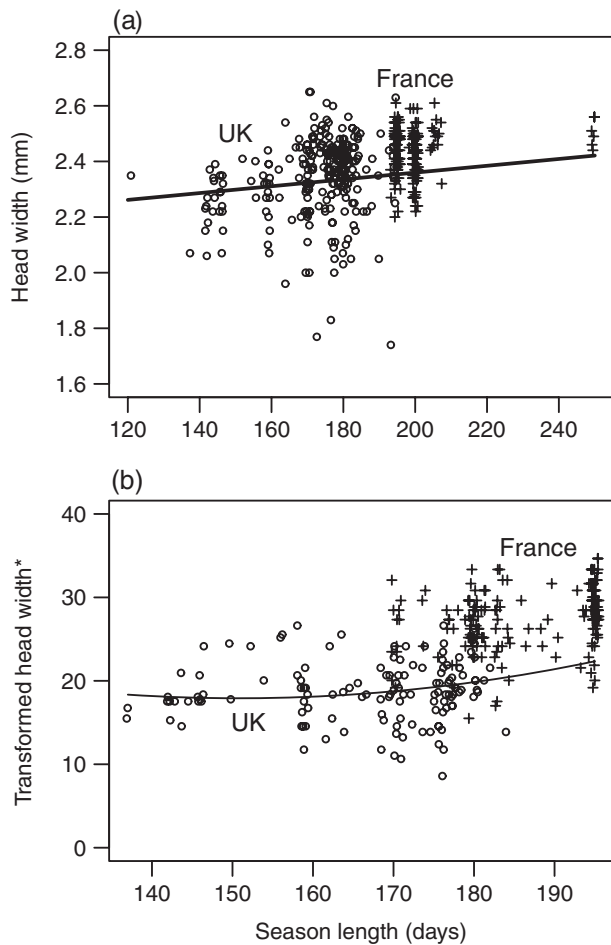 (a)
2.8
2.6
2.4
2.2
2.0
1.8
1.6
Head width (mm)
UK
France
120 140 160 180 200 220 240
(b)
40
30
20
10
0
Transformed head width*
France
UK
140 150 160 170 180 190
Season length (days)